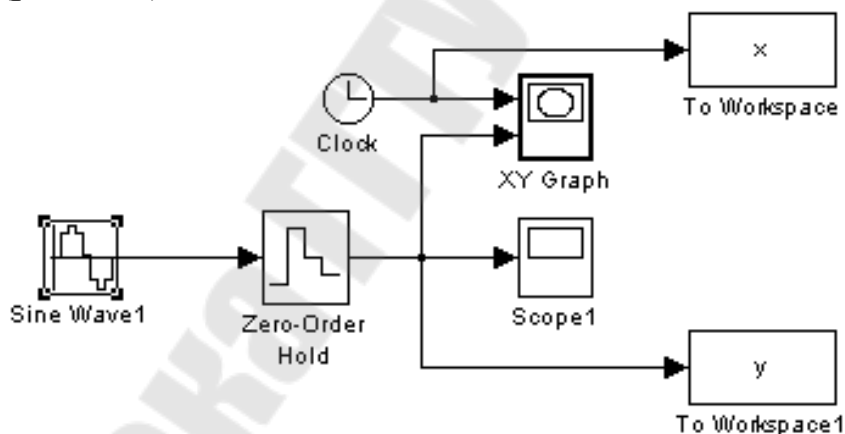 x
To Workspace
Clock
XY Graph
Sine Wave1
Zero-Order
Hold
Scope1
y
To Workspace1